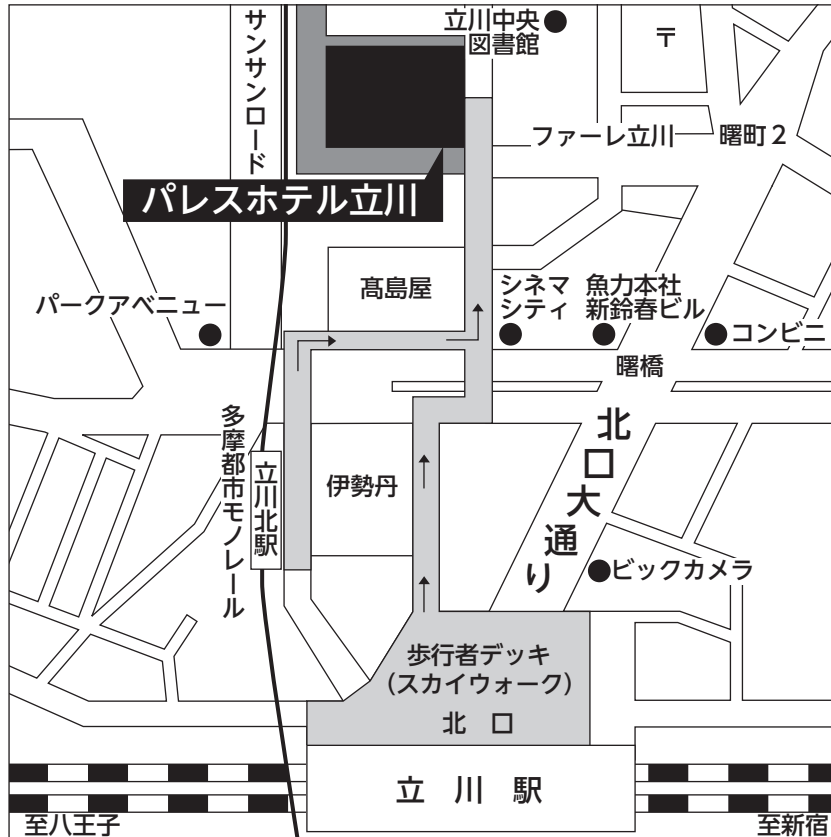 サンサンロード
立川中央
図書館
〒
ファーレ立川
曙町2
パレスホテル立川
髙島屋
シネマ
シティ
魚力本社
新鈴春ビル
パークアベニュー
コンビニ
曙橋
北口大通り
多摩都市モノレール
立川北駅
伊勢丹
ビックカメラ
歩行者デッキ
（スカイウォーク）
北 口
立 川 駅
至八王子
至新宿